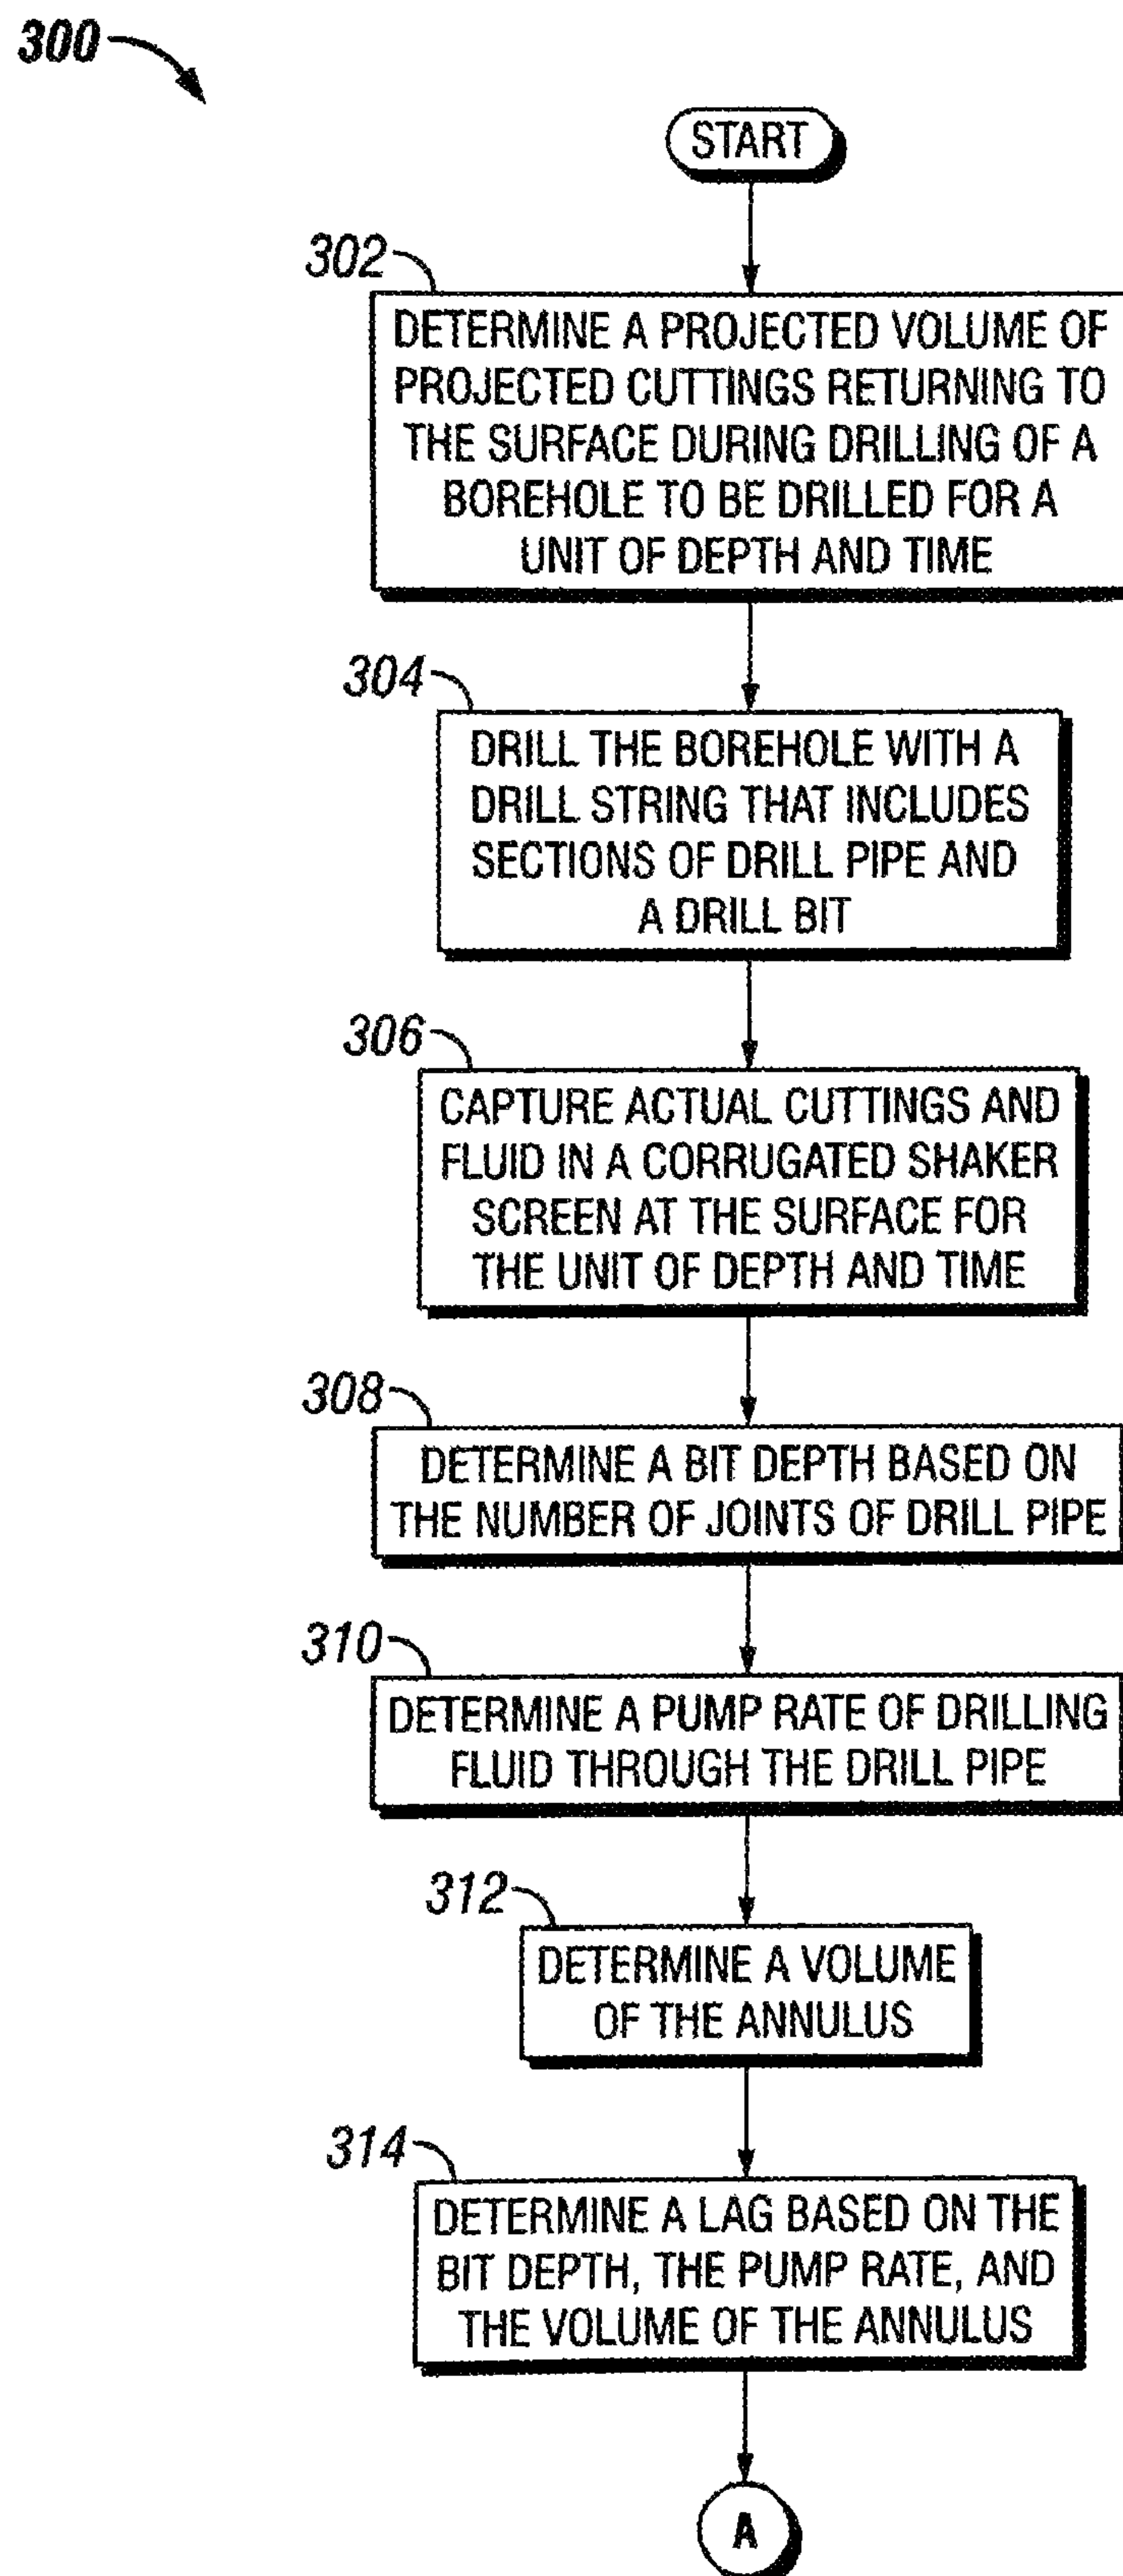 300
START
302
DETERMINE A PROJECTED VOLUME OF
PROJECTED CUTTINGS RETURNING TO
THE SURFACE DURING DRILLING OF A
BOREHOLE TO BE DRILLED FOR A
UNIT OF DEPTH AND TIME
304
DRILL THE BOREHOLE WITH A
DRILL STRING THAT INCLUDES
SECTIONS OF DRILL PIPE AND
A DRILL BIT
306
CAPTURE ACTUAL CUTTINGS AND
FLUID IN A CORRUGATED SHAKER
SCREEN AT THE SURFACE FOR
THE UNIT OF DEPTH AND TIME
308
DETERMINE A BIT DEPTH BASED ON
THE NUMBER OF JOINTS OF DRILL PIPE
310
DETERMINE A PUMP RATE OF DRILLING
FLUID THROUGH THE DRILL PIPE
312
DETERMINE A VOLUME
OF THE ANNULUS
314
DETERMINE A LAG BASED ON THE
BIT DEPTH, THE PUMP RATE, AND
THE VOLUME OF THE ANNULUS
A